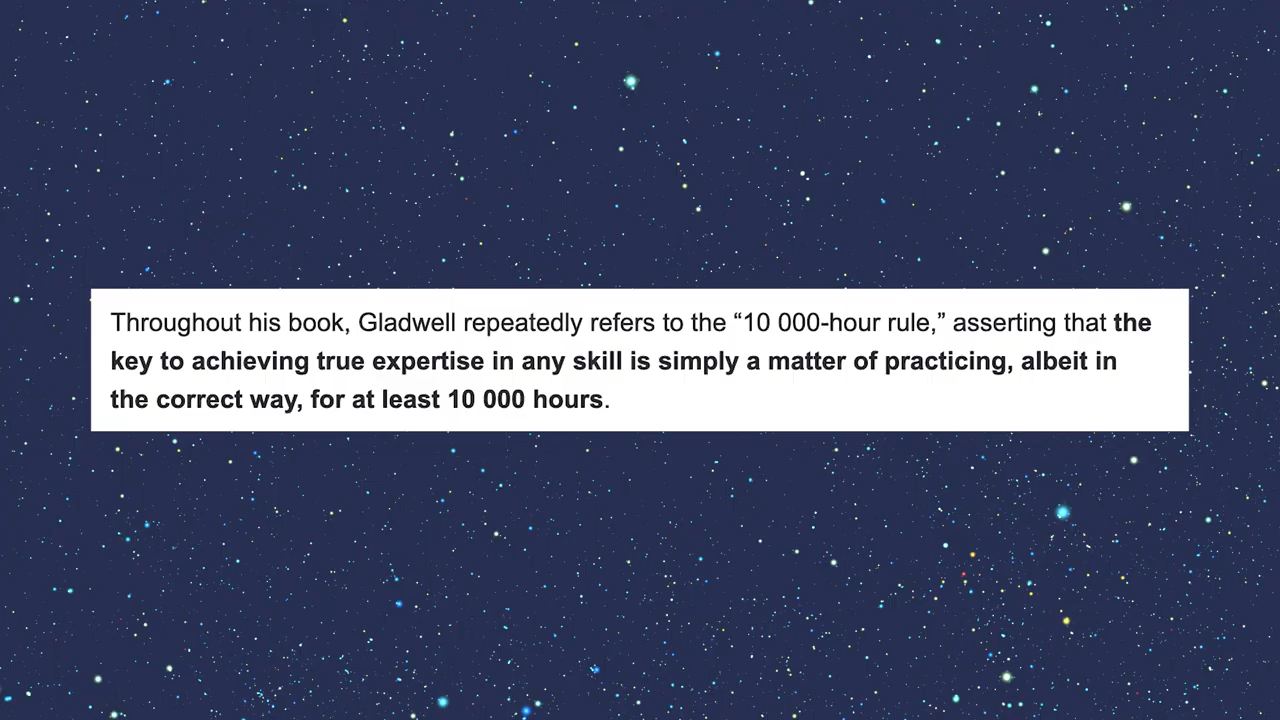 Throughout his book, Gladwell repeatedly refers to the “10 000-hour rule,” asserting that the
key to achieving true expertise in any skill is simply a matter of practicing, albeit in
the correct way, for at least 10 000 hours.